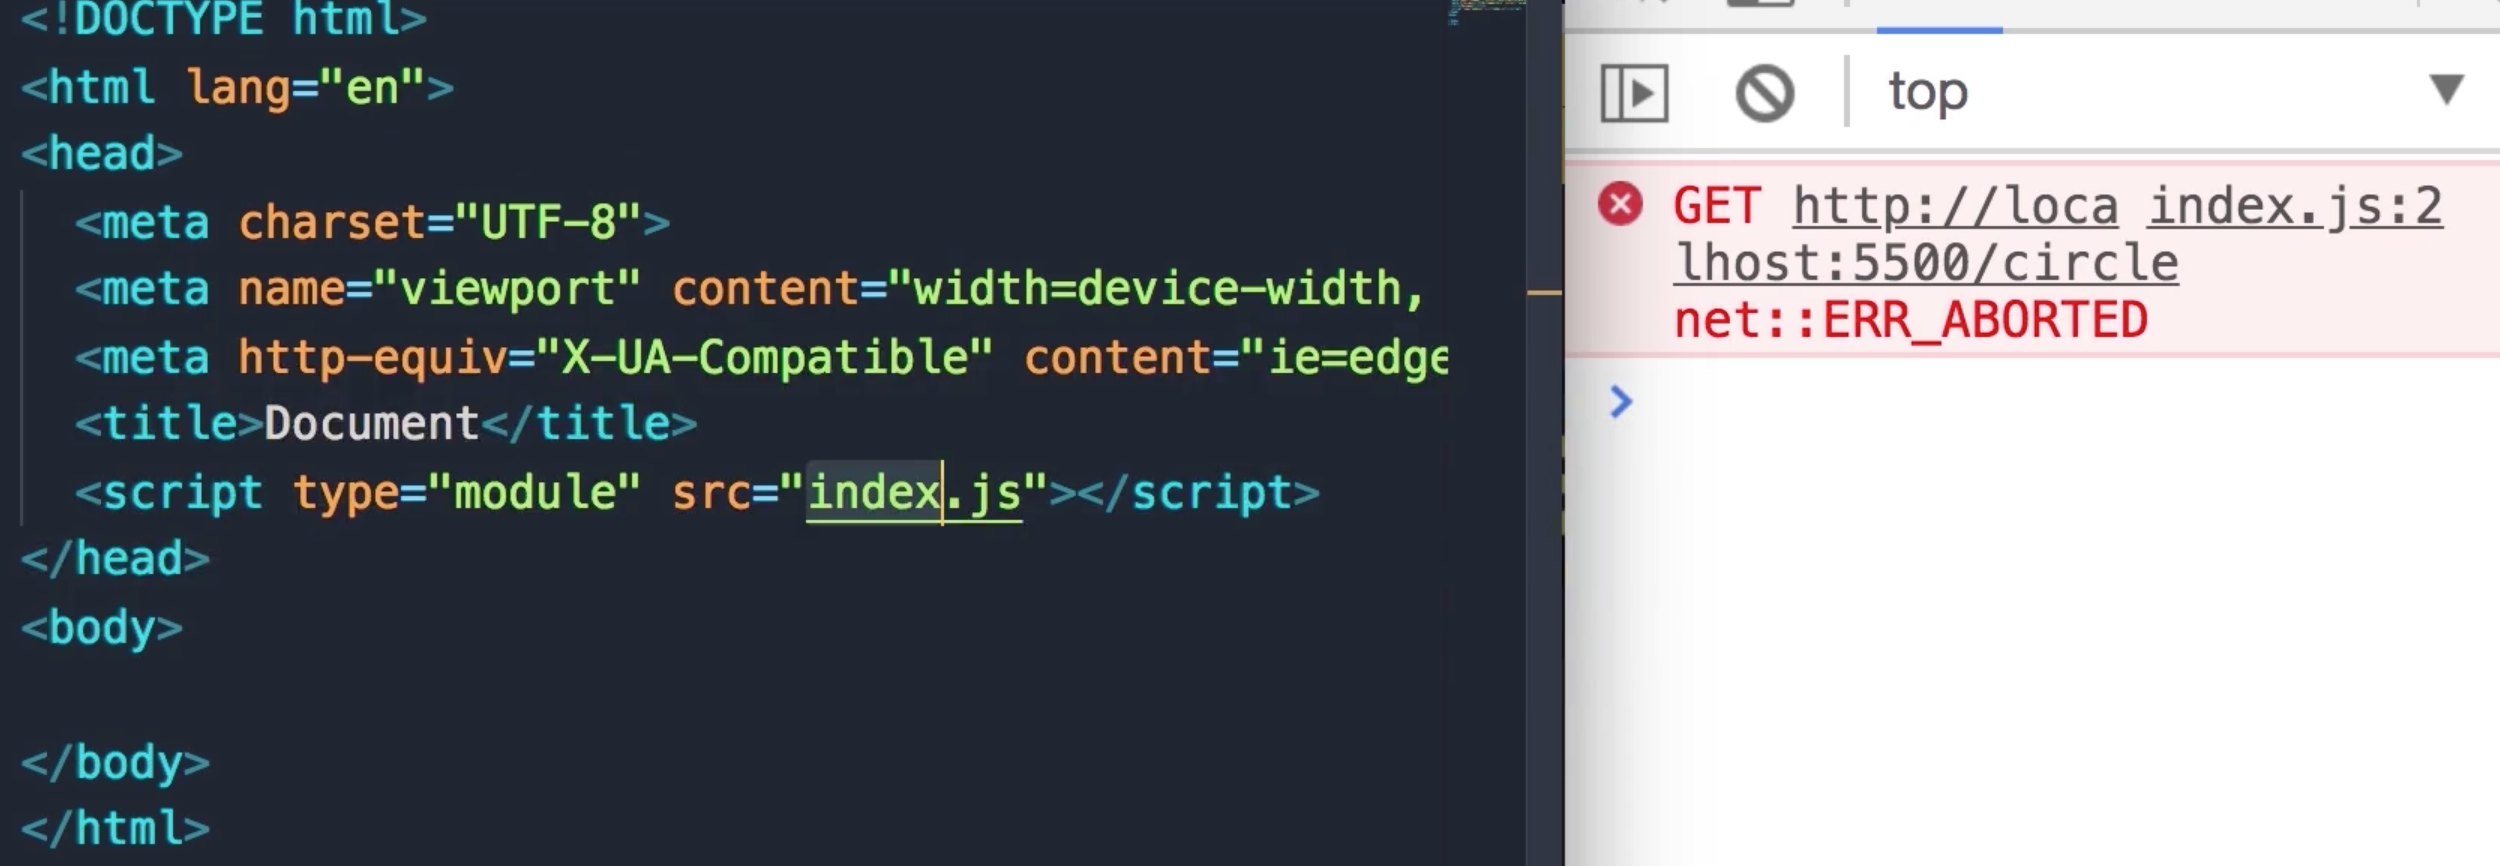 <!DOCTYPE html>
<html lang="en">
<head>
<meta charset="UTF-8">
<meta name="viewport" content="width=device-width,
<meta http-equiv="X-UA-Compatible" content="ie=edge
<title>Document</title>
<script type="module" src="index.js"></script>
</head>
<body>
</body>
</html>
top
GET http://loca index.js:2
lhost:5500/circle
net::ERR_ABORTED